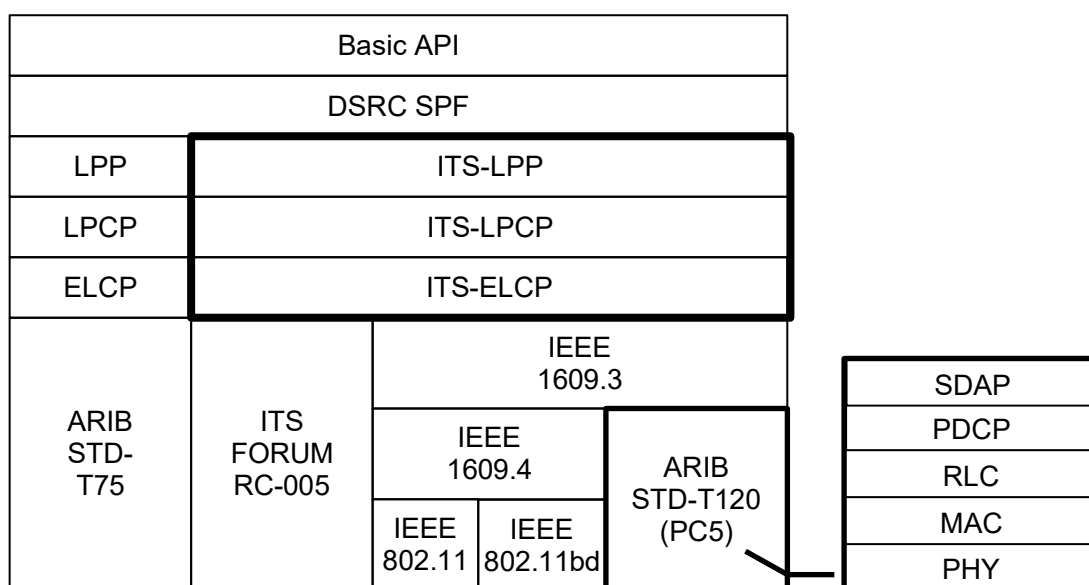 Basic API
DSRC SPF
LPP
ITS-LPP
LPCP
ITS-LPCP
ELCP
ITS-ELCP
ARIB
STD-
T75
ITS
FORUM
RC-005
IEEE
1609.3
IEEE
1609.4
IEEE
802.11
IEEE
802.11bd
ARIB
STD-T120
(PC5)
SDAP
PDCP
RLC
MAC
PHY